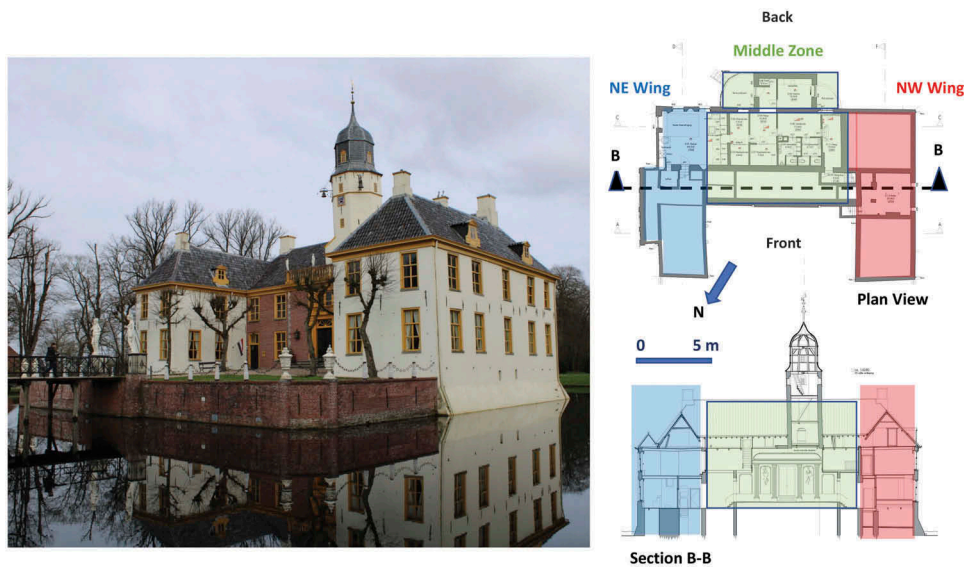 Back
Middle Zone
NE Wing
NW Wing
B
B
Front
N
Plan View
0 5 m
Section B-B